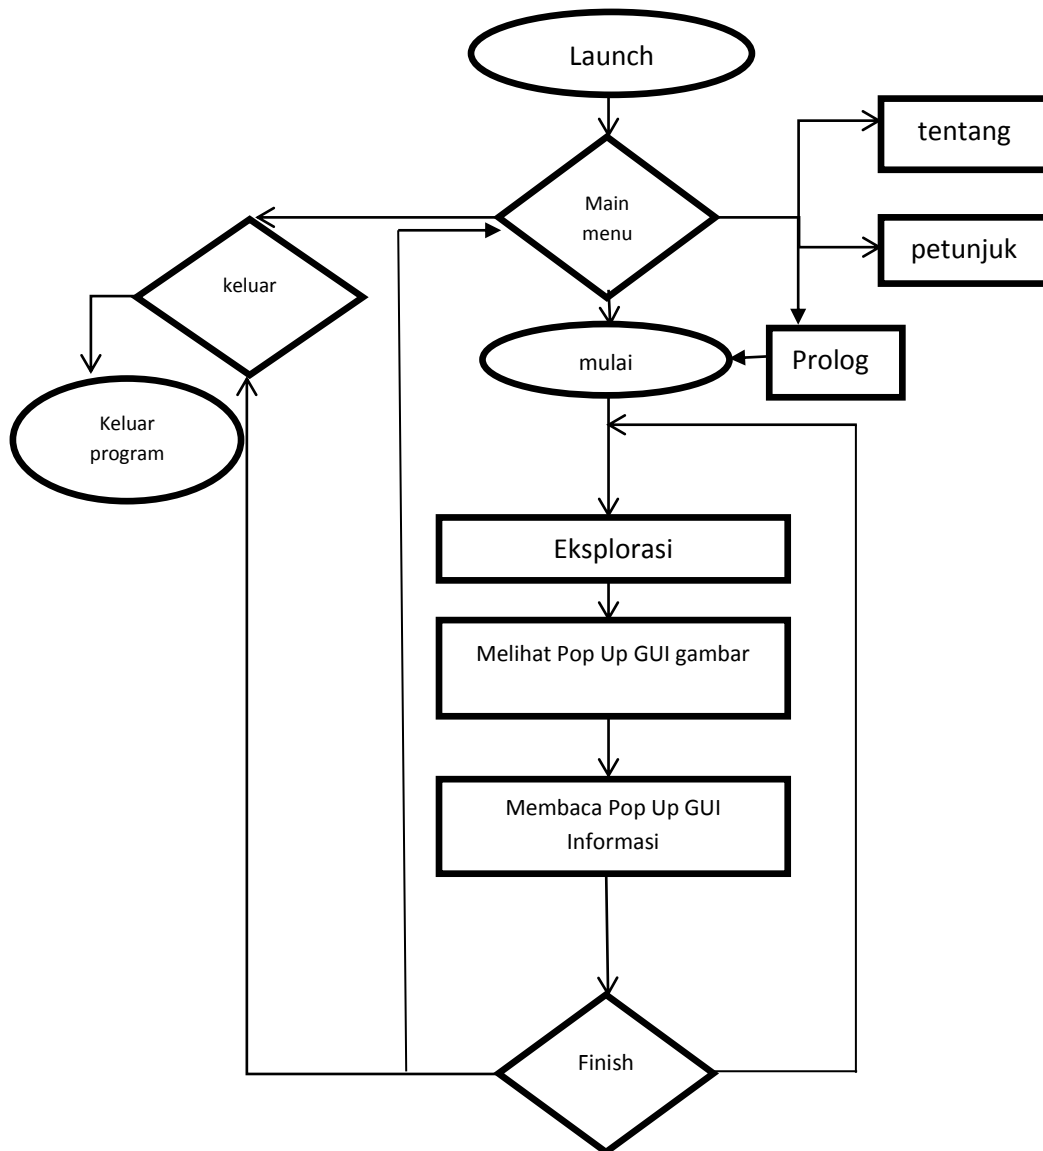 Launch
tentang
Main
menu
petunjuk
keluar
mulai
Prolog
Keluar
program
Eksplorasi
Melihat Pop Up GUI gambar
Membaca Pop Up GUI
Informasi
Finish